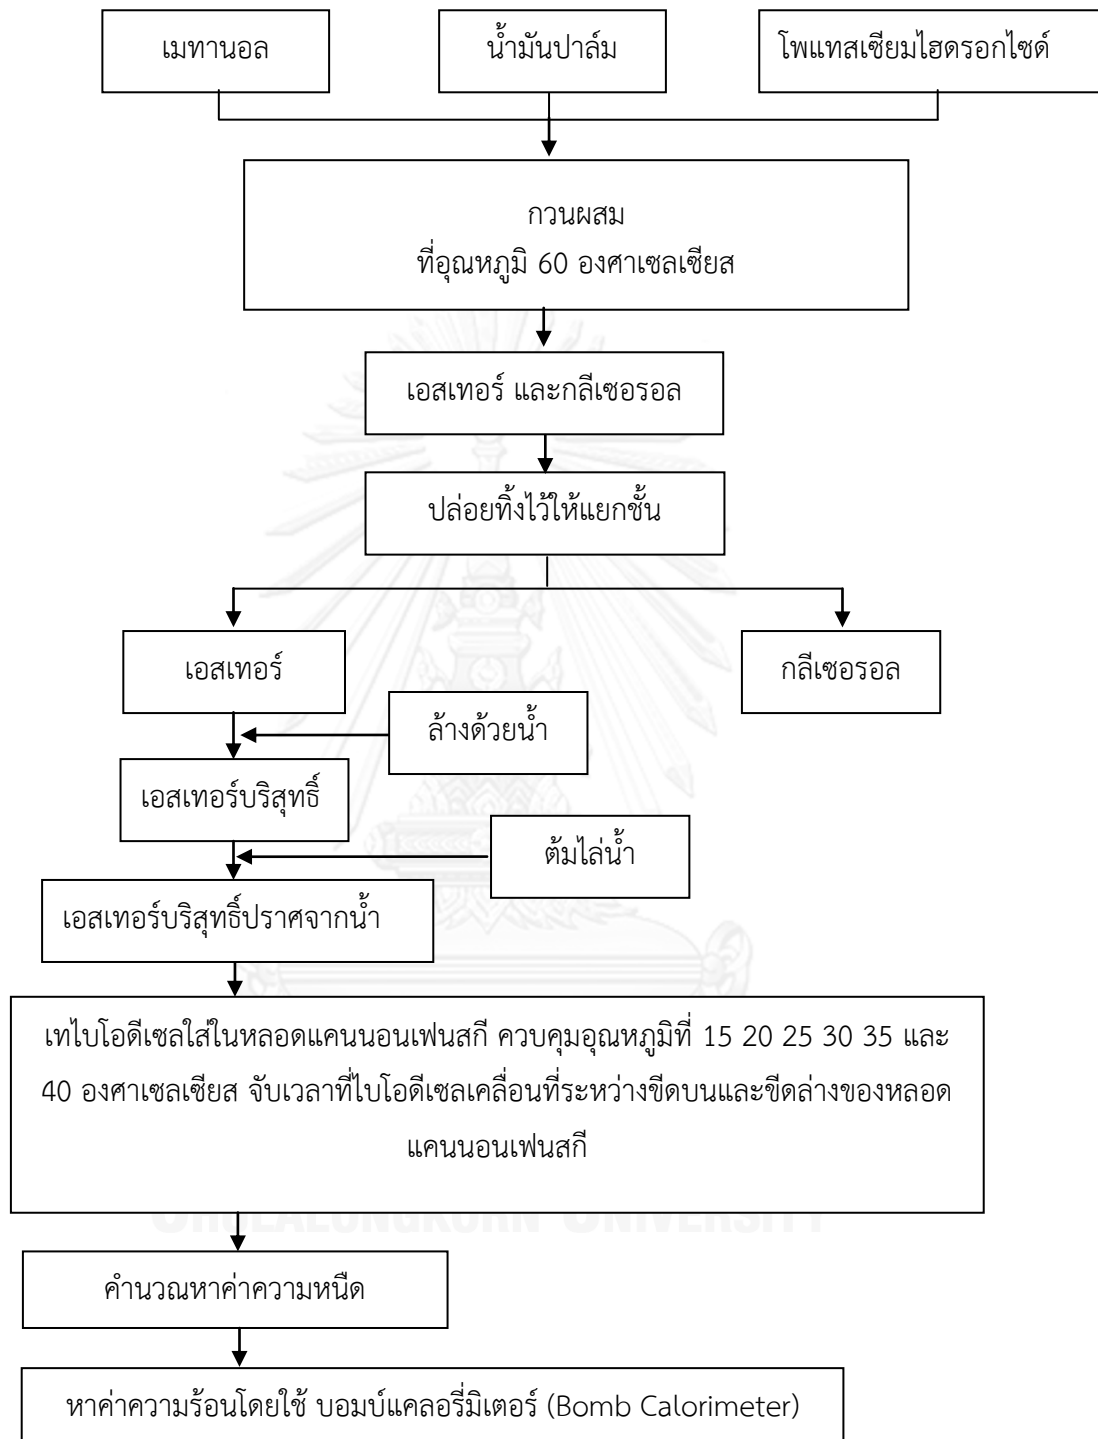 เมทานอล
น้ำมันปาล์ม
โพแทสเซียมไฮดรอกไซด์
กวนผสม
ที่อุณหภูมิ 60 องศาเซลเซียส
เอสเทอร์ และกลีเซอรอล
ปล่อยทิ้งไว้ให้แยกชั้น
เอสเทอร์
กลีเซอรอล
ล้างด้วยน้ำ
เอสเทอร์บริสุทธิ์
ต้มไล่น้ำ
เอสเทอร์บริสุทธิ์ปราศจากน้ำ
เทไบโอดีเซลใส่ในหลอดแคนนอนเฟนสกี ควบคุมอุณหภูมิที่ 15 20 25 30 35 และ
40 องศาเซลเซียส จับเวลาที่ไบโอดีเซลเคลื่อนที่ระหว่างขีดบนและขีดล่างของหลอด
แคนนอนเฟนสกี
CHULALONGKORN UNIVERSITY
คำนวณหาค่าความหนืด
หาค่าความร้อนโดยใช้ บอมบ์แคลอรี่มิเตอร์ (Bomb Calorimeter)